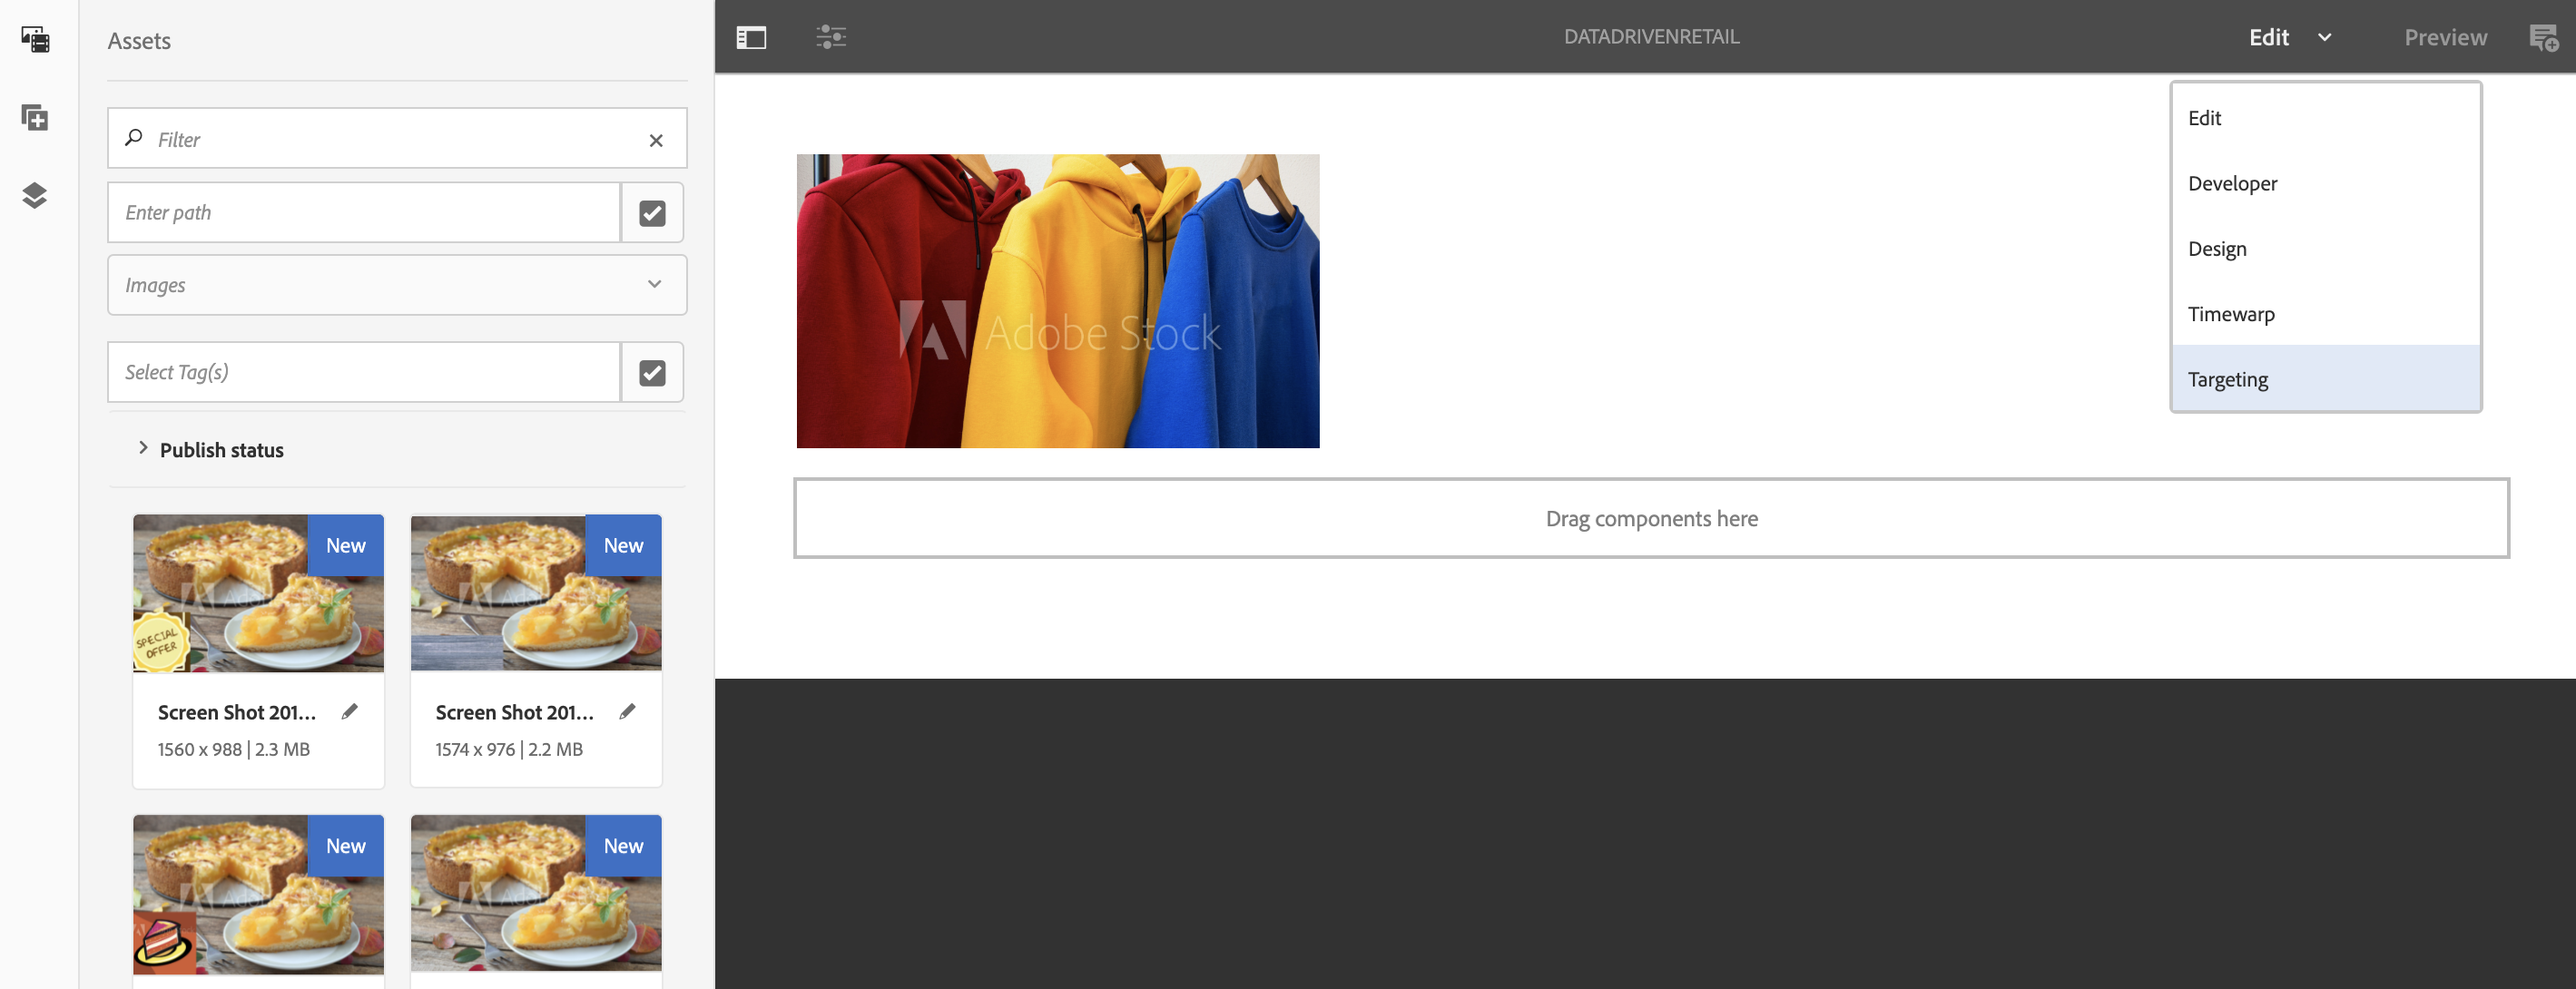 Assets
Filter
Enter path
Images
Select Tag(s)
Publish status
New
SPECIAL
OFFER
Screen Shot 201...
1560 x 988 | 2.3 MB
New
Screen Shot 201...
1574 x 976 | 2.2 MB
New
New
DATADRIVENRETAIL
Edit
Preview
Edit
Developer
Design
Timewarp
Targeting
Adobe Stock
Drag components here